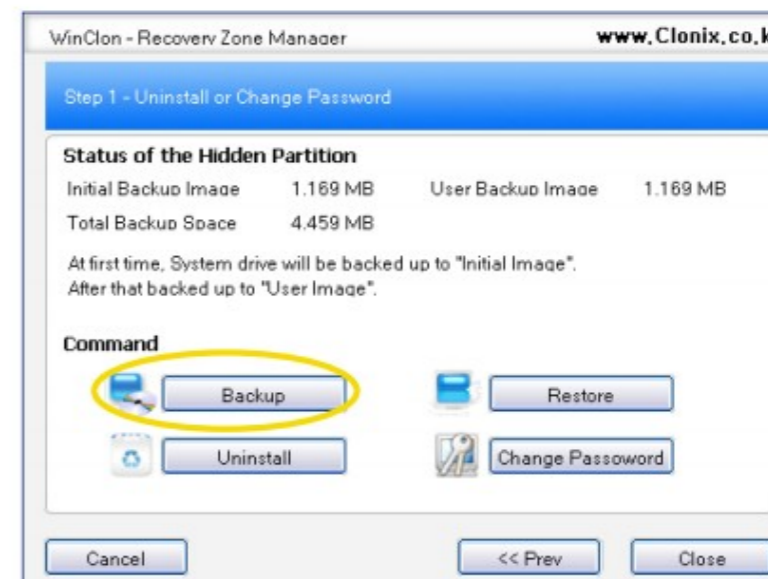 WinClon - Recovery Zone Manager www.Clonix.co.k
Step 1 - Uninstall or Change Password
Status of the Hidden Partition
Initial Backup Image 1.169 MB User Backup Image 1.169 MB
Total Backup Space 4.459 MB
At first time, System drive will be backed up to "Initial Image".
After that backed up to "User Image".
Command
Backup Restore
Uninstall Change Passoword
Cancel << Prev Close